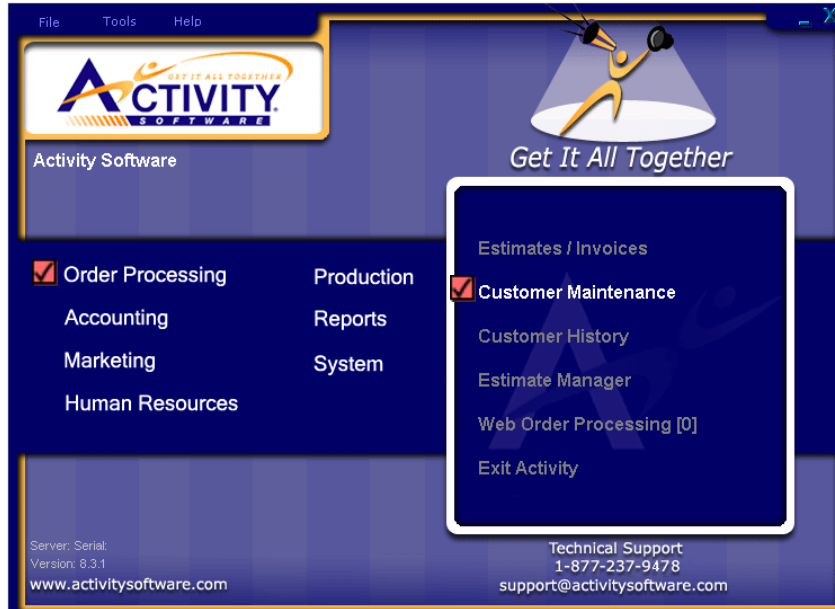 File Tools Help
_ X
GET IT ALL TOGETHER
ACTIVITY
SOFTWARE
Activity Software
Get It All Together
Order Processing
Accounting
Marketing
Human Resources
Production
Reports
System
Estimates / Invoices
Customer Maintenance
Customer History
Estimate Manager
Web Order Processing [0]
Exit Activity
Server: Serial:
Version: 8.3.1
www.activitysoftware.com
Technical Support
1-877-237-9478
support@activitysoftware.com